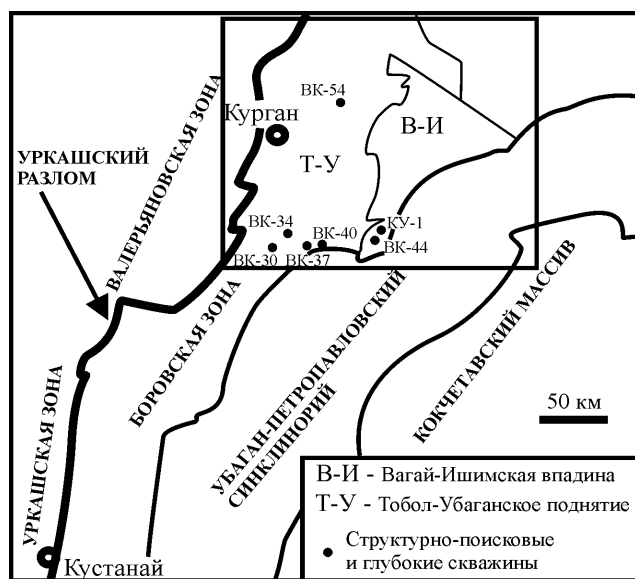 ВК-54
Курган
В-И
УРКАШСКИЙ
РАЗЛОМ
ВАЛЕРЬЯНОВСКАЯ ЗОНА
Т-У
ВК-34
ВК-40
КУ-1
ВК-30
ВК-37
ВК-44
БОРОВСКАЯ ЗОНА
УБАГАН-ПЕТРОПАВЛОВСКИЙ
СИНКЛИНОРИЙ
КОКЧЕТАВСКИЙ МАССИВ
50 км
УРКАШСКАЯ ЗОНА
Кустанай
В-И - Вагай-Ишимская впадина
Т-У - Тобол-Убаганское поднятие
Структурно-поисковые
и глубокие скважины